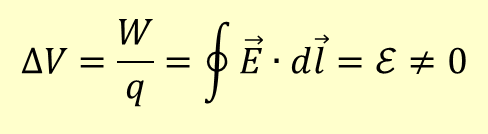 ΔV = W/q = ∮ E⃗ · dl⃗ = ℰ ≠ 0